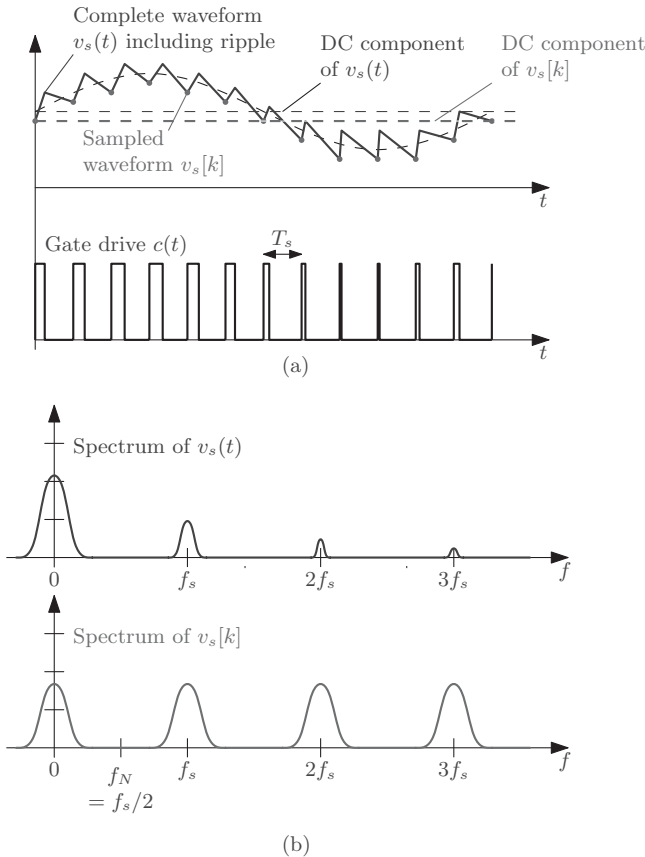 Complete waveform
v_s(t) including ripple
DC component
of v_s(t)
DC component
of v_s[k]
Sampled
waveform v_s[k]
t
Gate drive c(t)
T_s
t
(a)
Spectrum of v_s(t)
0
f_s
2f_s
3f_s
f
Spectrum of v_s[k]
0
f_N
= f_s/2
f_s
2f_s
3f_s
f
(b)